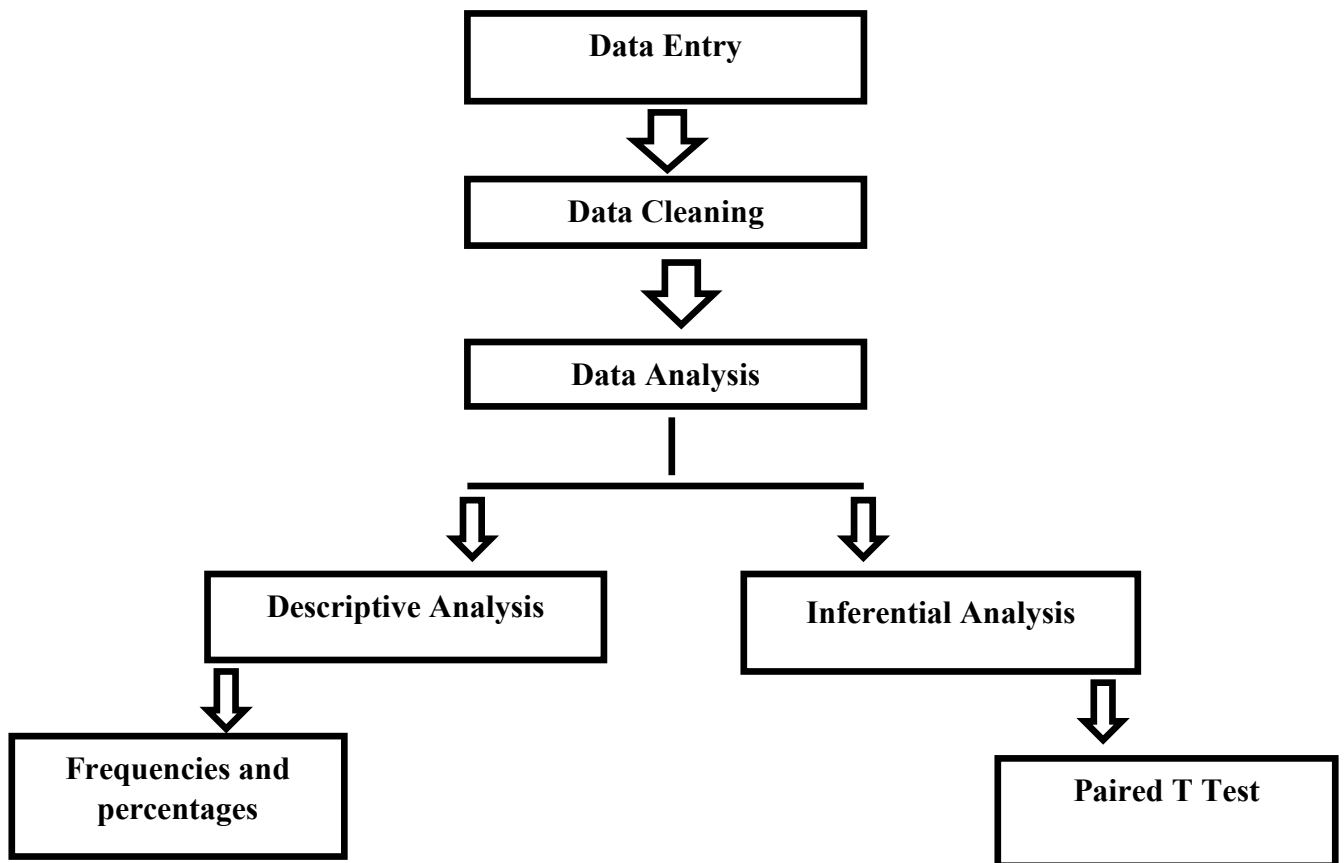 Data Entry
Data Cleaning
Data Analysis
Descriptive Analysis
Inferential Analysis
Frequencies and
percentages
Paired T Test